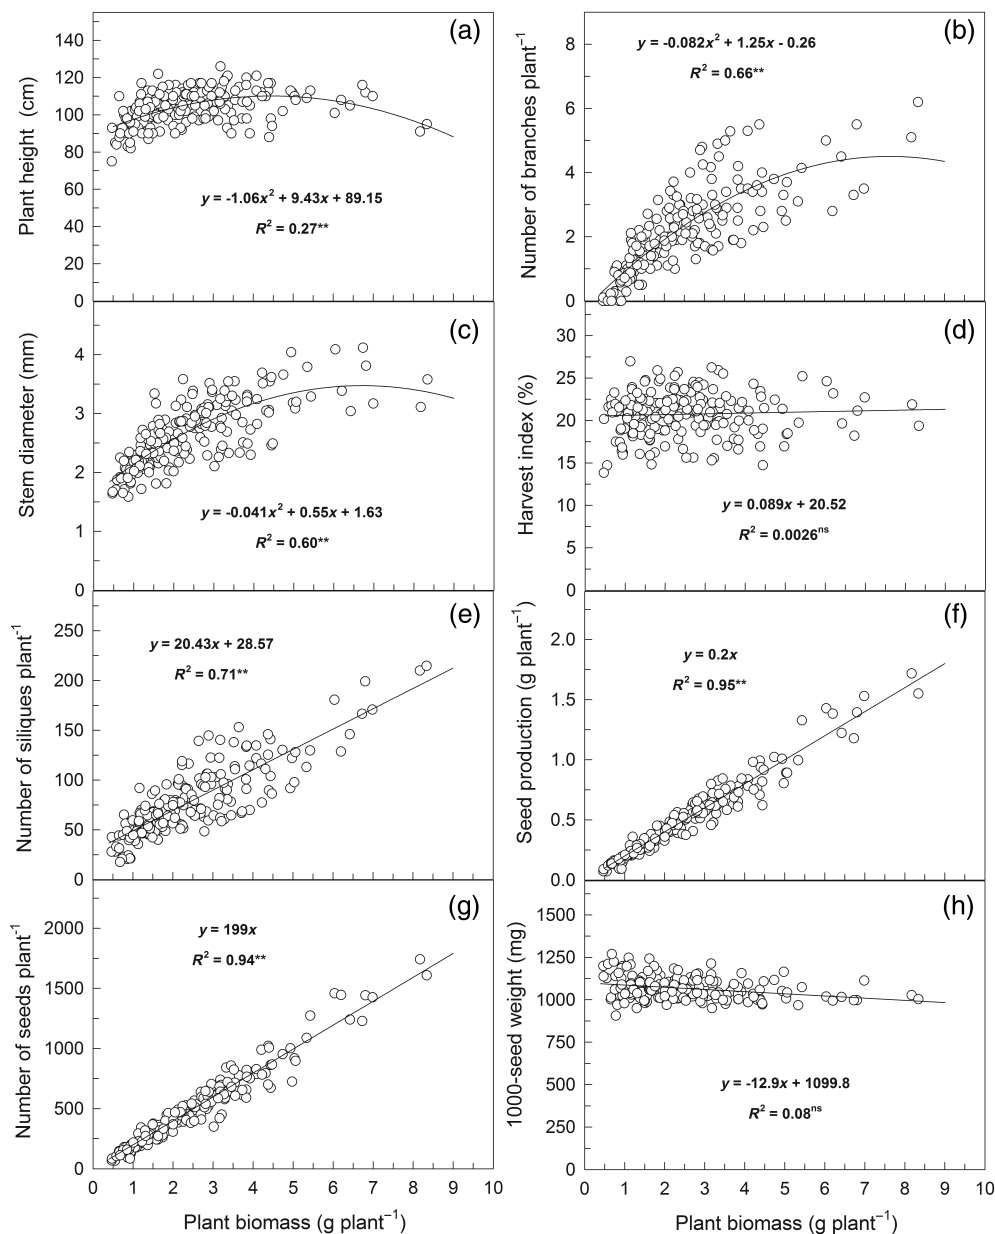 (a)
Plant height (cm)
140
120
100
80
60
40
20
0
y = -1.06x² + 9.43x + 89.15
R² = 0.27**
(b)
Number of branches plant⁻¹
8
6
4
2
0
y = -0.082x² + 1.25x - 0.26
R² = 0.66**
(c)
Stem diameter (mm)
4
3
2
1
0
y = -0.041x² + 0.55x + 1.63
R² = 0.60**
(d)
Harvest index (%)
30
25
20
15
10
5
0
y = 0.089x + 20.52
R² = 0.0026ⁿˢ
(e)
Number of siliques plant⁻¹
250
200
150
100
50
0
y = 20.43x + 28.57
R² = 0.71**
(f)
Seed production (g plant⁻¹)
2.0
1.5
1.0
0.5
0.0
y = 0.2x
R² = 0.95**
(g)
Number of seeds plant⁻¹
2000
1500
1000
500
0
y = 199x
R² = 0.94**
0 1 2 3 4 5 6 7 8 9 10
Plant biomass (g plant⁻¹)
(h)
1000-seed weight (mg)
1500
1250
1000
750
500
250
0
y = -12.9x + 1099.8
R² = 0.08ⁿˢ
0 1 2 3 4 5 6 7 8 9 10
Plant biomass (g plant⁻¹)